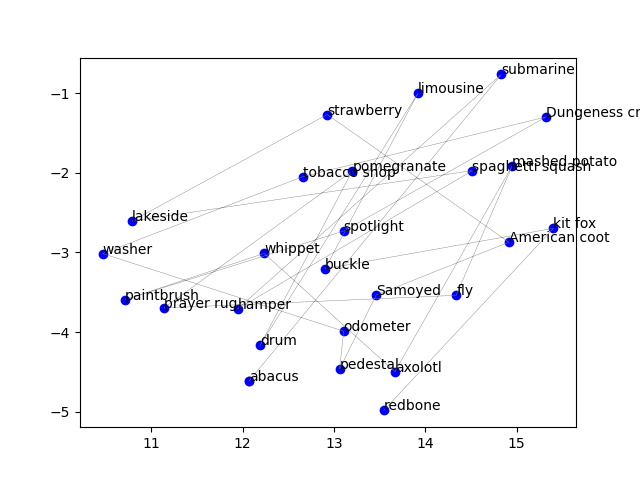 submarine
limousine
strawberry
Dungeness cr
pomegranate
mashed potato
tobacco shop
spaghetti squash
lakeside
kit fox
spotlight
American coot
whippet
washer
buckle
Samoyed
fly
paintbrush
prayer rug
hamper
odometer
drum
pedestal
axolotl
abacus
redbone
−1
−2
−3
−4
−5
11 12 13 14 15